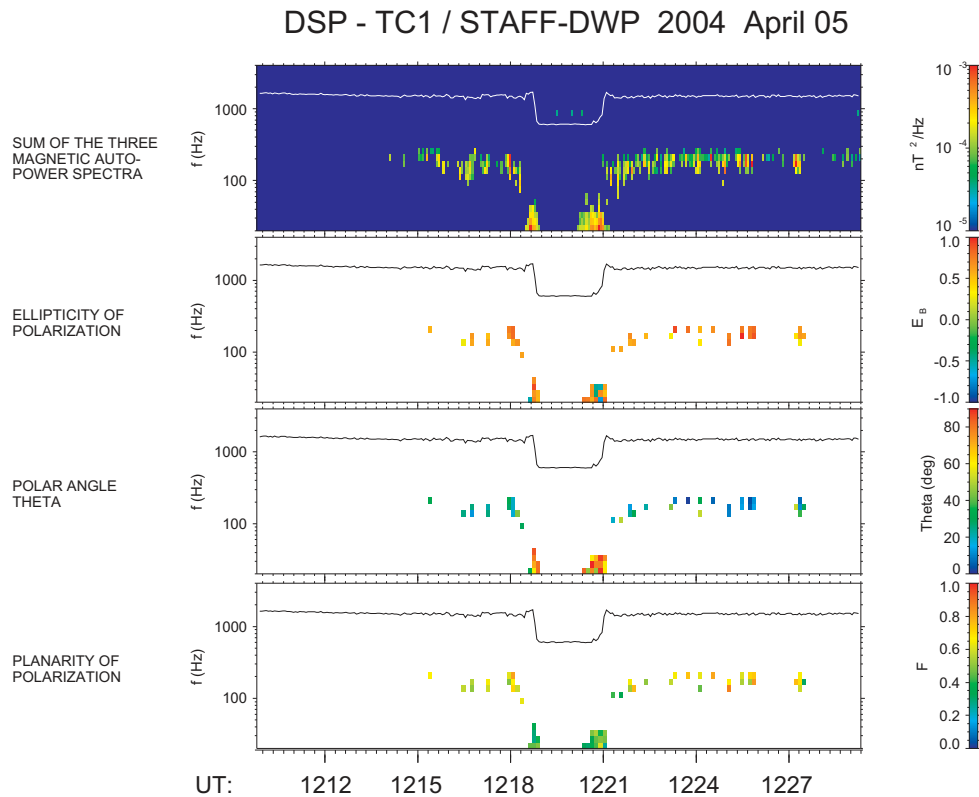 DSP - TC1 / STAFF-DWP 2004 April 05
SUM OF THE THREE
MAGNETIC AUTO-
POWER SPECTRA
f (Hz)
1000
100
10 -3
10 -4
10 -5
nT 2 /Hz
ELLIPTICITY OF
POLARIZATION
f (Hz)
1000
100
1.0
0.5
0.0
-0.5
-1.0
E B
POLAR ANGLE
THETA
f (Hz)
1000
100
80
60
40
20
0
Theta (deg)
PLANARITY OF
POLARIZATION
f (Hz)
1000
100
1.0
0.8
0.6
0.4
0.2
0.0
F
UT: 1212 1215 1218 1221 1224 1227